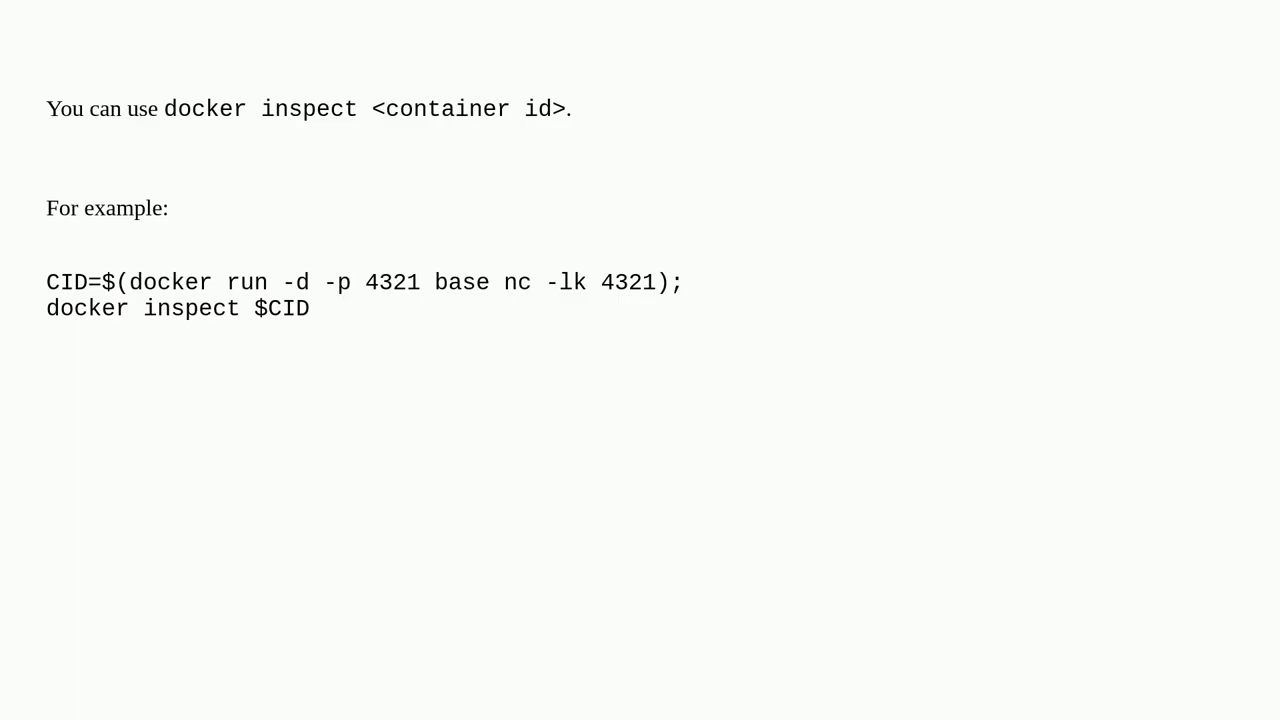 You can use docker inspect <container id>.
For example:
CID=$(docker run -d -p 4321 base nc -lk 4321);
docker inspect $CID